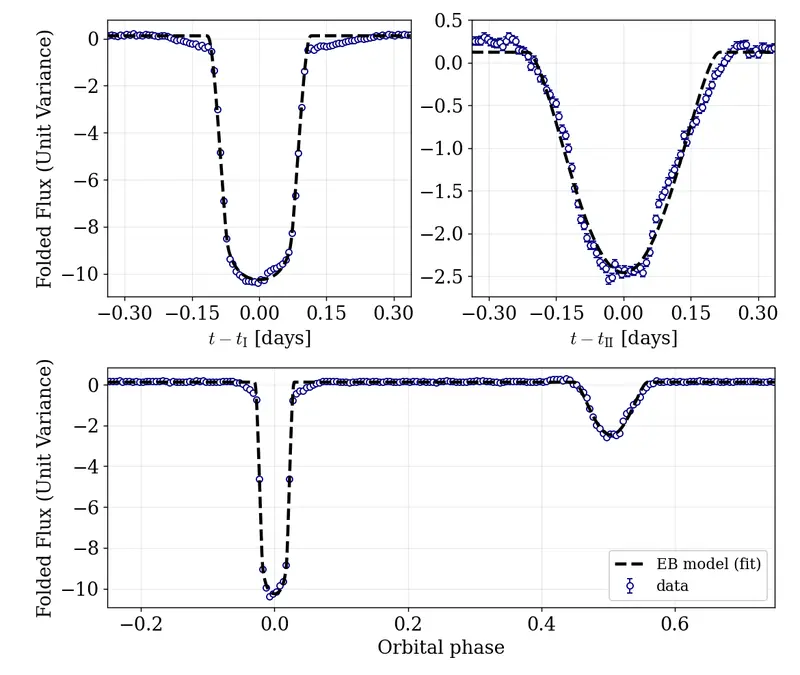 Folded Flux (Unit Variance)
0
−2
−4
−6
−8
−10
−0.30 −0.15 0.00 0.15 0.30
t − tI [days]
0.5
0.0
−0.5
−1.0
−1.5
−2.0
−2.5
−0.30 −0.15 0.00 0.15 0.30
t − tII [days]
Folded Flux (Unit Variance)
0
−2
−4
−6
−8
−10
−0.2 0.0 0.2 0.4 0.6
Orbital phase
EB model (fit)
data